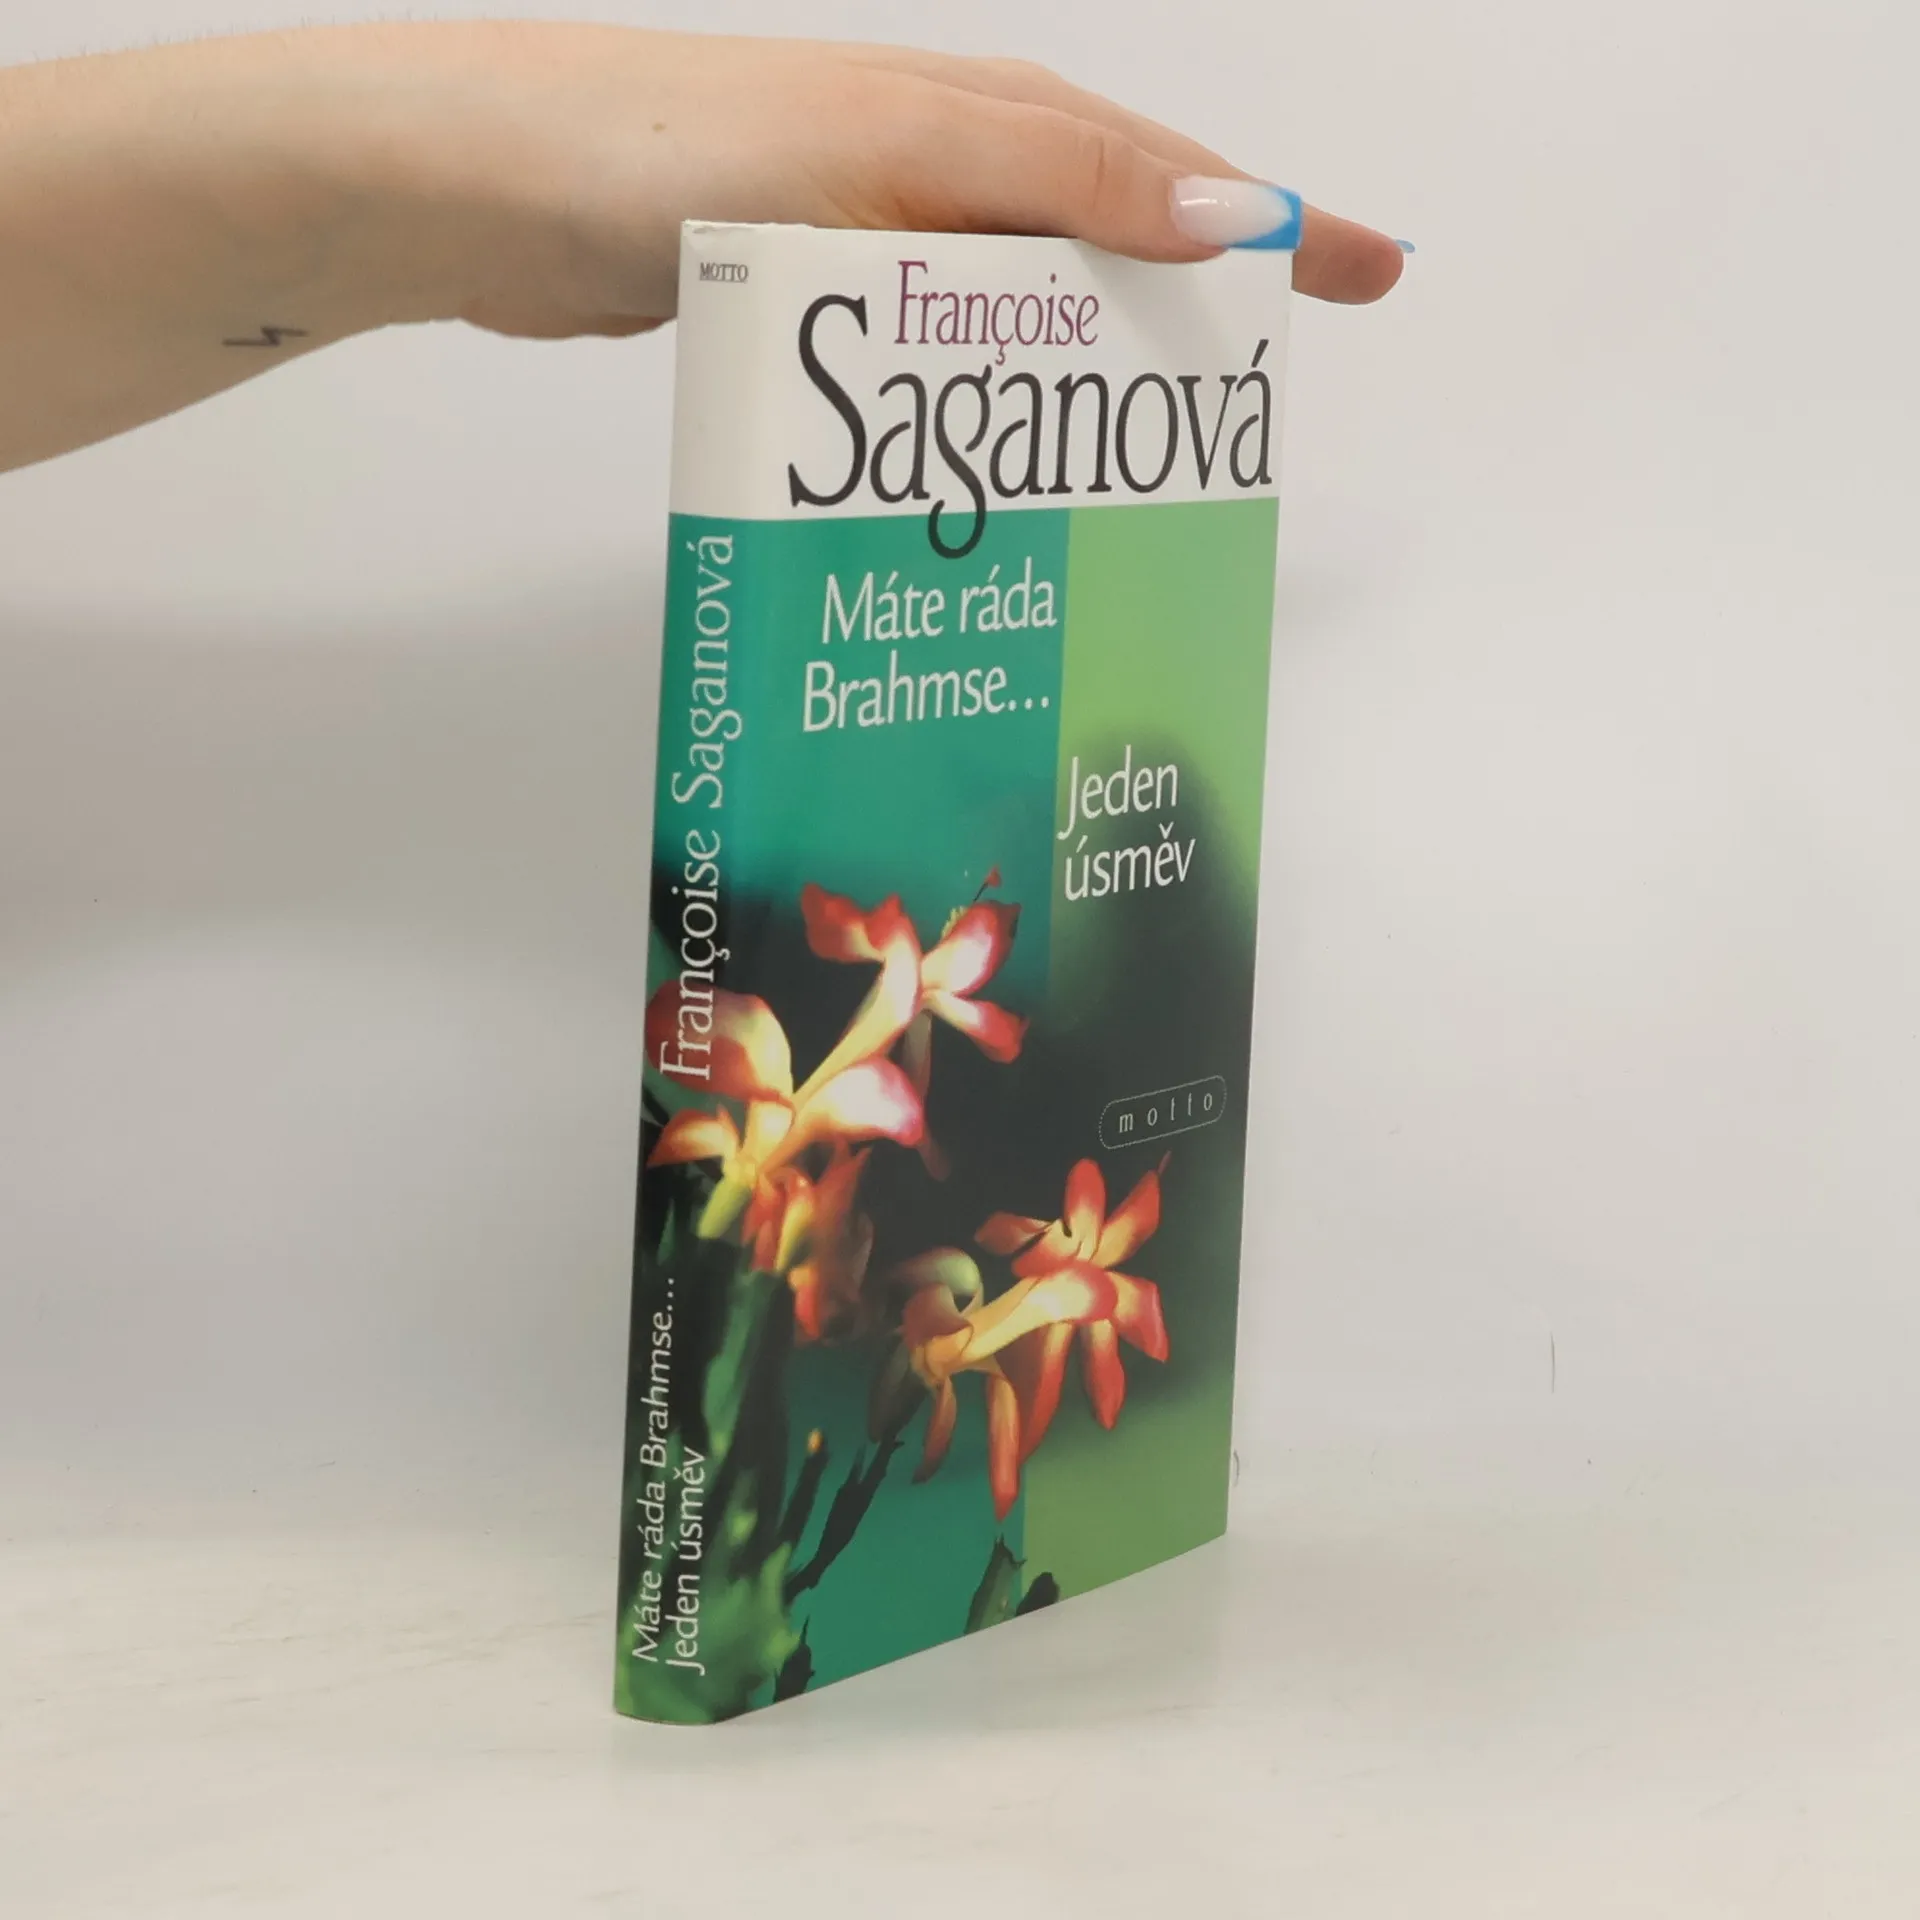 MOTTO
Françoise
Saganová
Máte ráda
Brahmse...
Jeden
úsměv
motto
Françoise Saganová
Máte ráda Brahmse...
Jeden úsměv